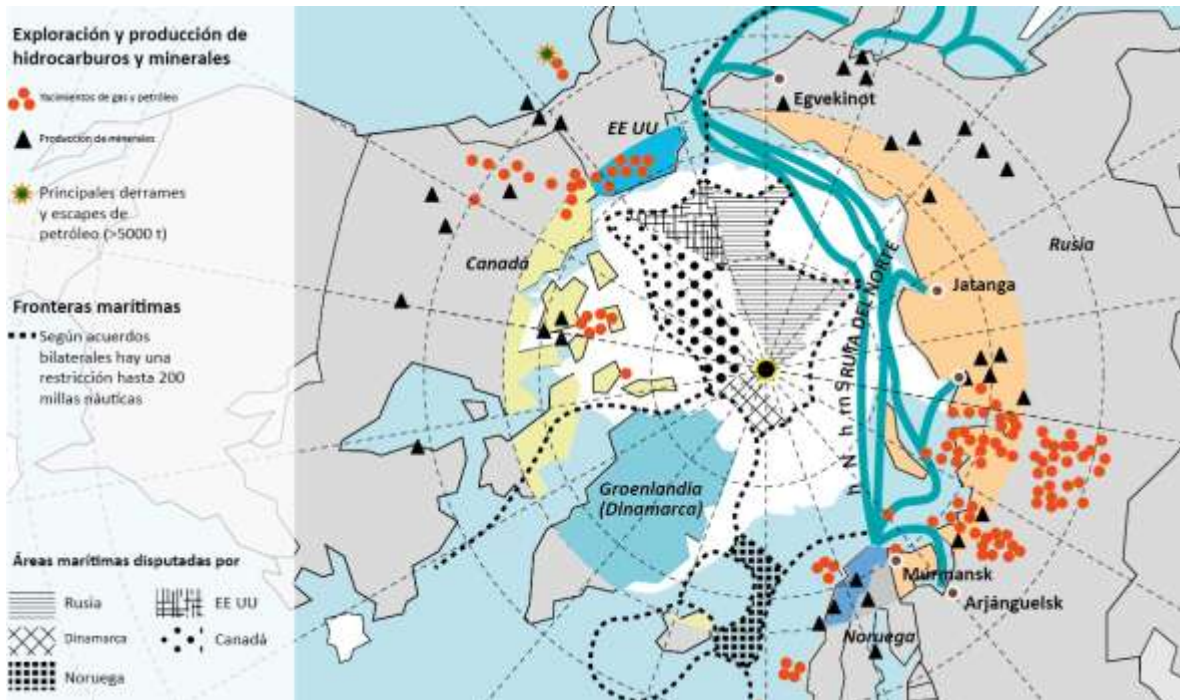 Exploración y producción de
hidrocarburos y minerales
Yacimientos de gas y petróleo
Producción de minerales
Principales derrames
y escapes de
petróleo (>5000 t)
Fronteras marítimas
Según acuerdos
bilaterales hay una
restricción hasta 200
millas náuticas
Áreas marítimas disputadas por
Rusia
EE UU
Dinamarca
Canadá
Noruega
EE UU
Egvekinot
Canadá
Rusia
Jatanga
RUTA DEL NORTE
Groenlandia
(Dinamarca)
Múrmansk
Arjánguelsk
Noruega